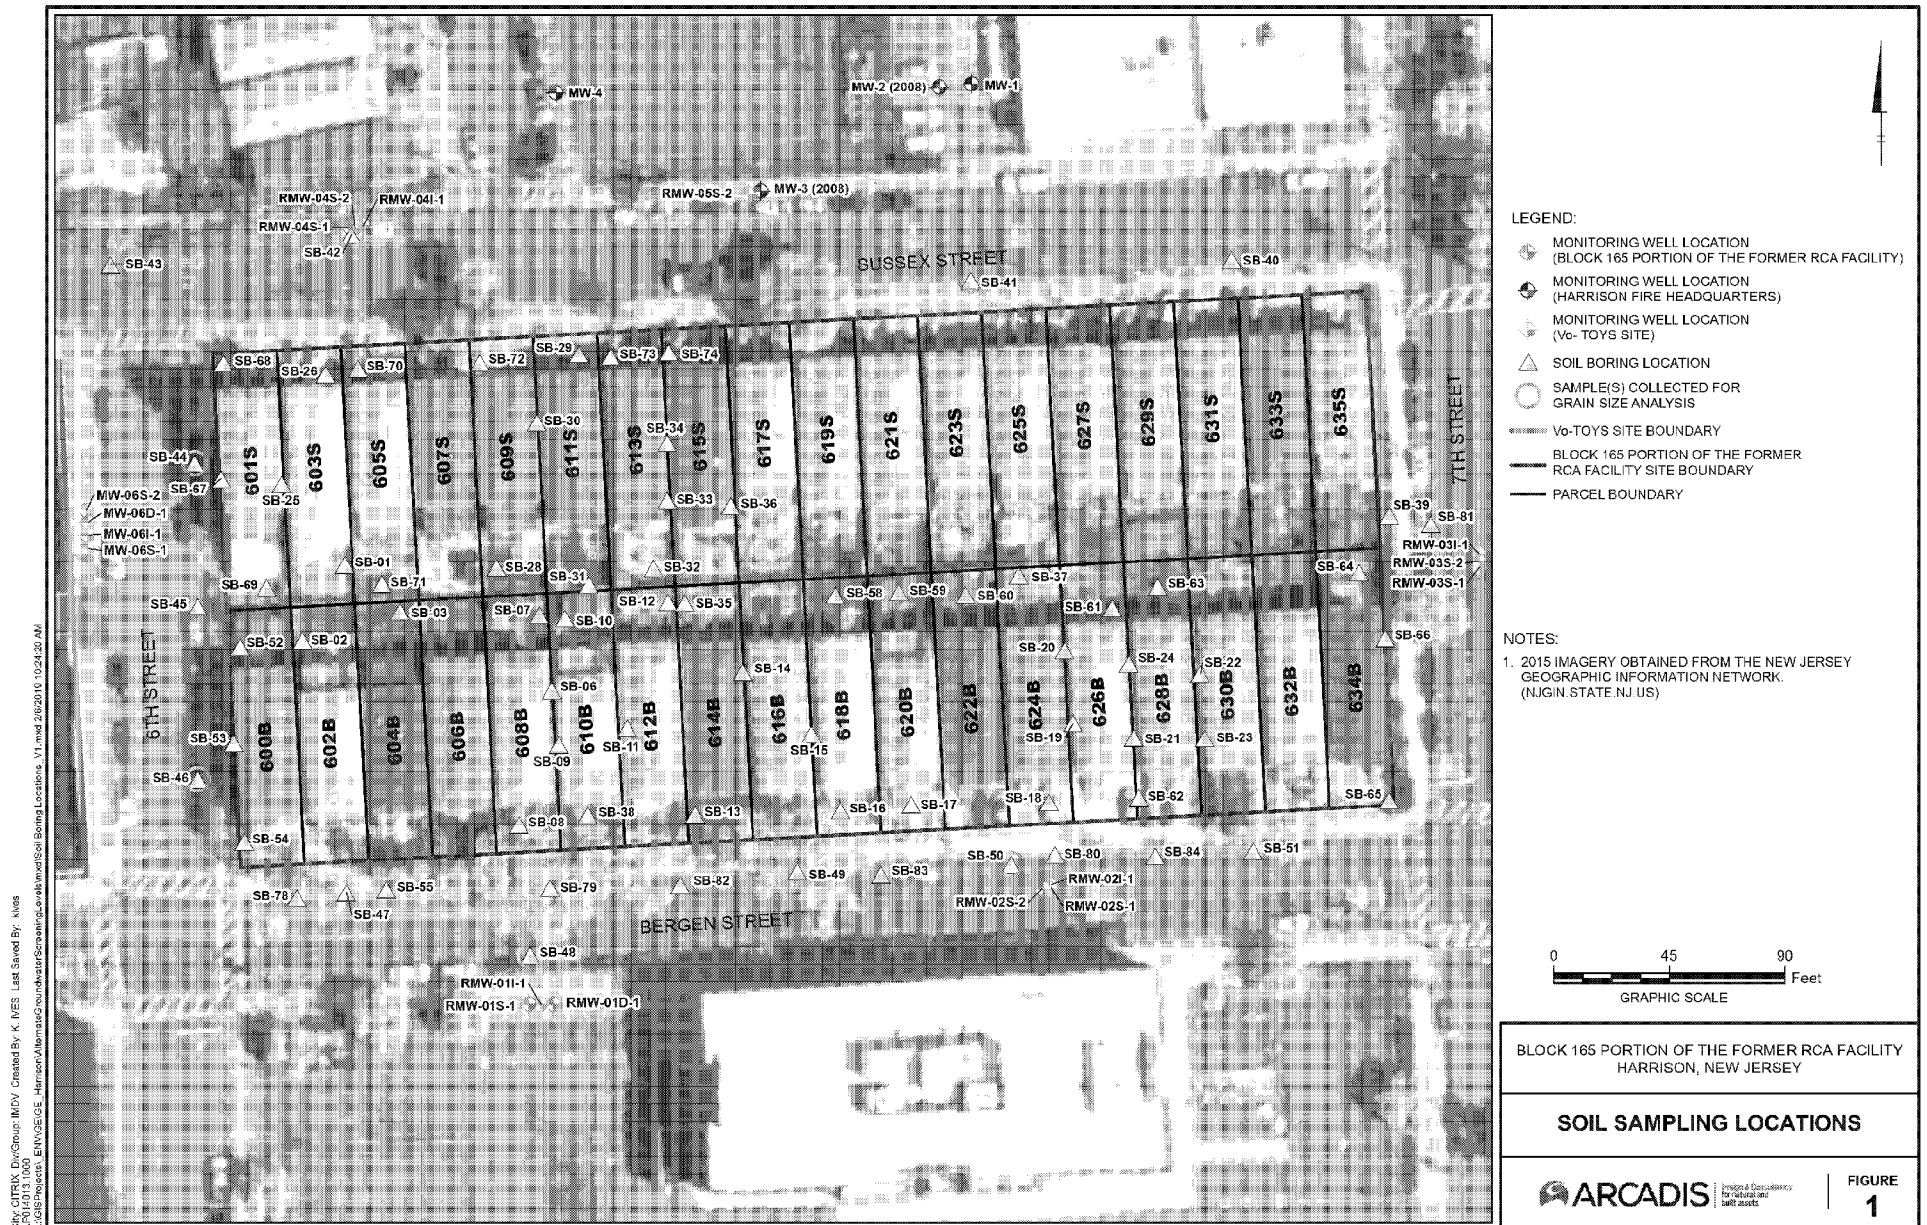 MW-4
MW-2 (2008)
MW-1
RMW-04S-2
RMW-04I-1
RMW-05S-2
MW-3 (2008)
RMW-04S-1
SB-42
SB-43
SUSSEX STREET
SB-40
SB-41
SB-68
SB-26
SB-70
SB-72
SB-29
SB-73
SB-74
SB-30
SB-34
SB-44
SB-67
SB-25
SB-33
SB-36
601S
603S
605S
607S
609S
611S
613S
615S
617S
619S
621S
623S
625S
627S
629S
631S
633S
635S
7TH STREET
MW-06S-2
MW-06D-1
MW-06I-1
MW-06S-1
SB-39
SB-81
RMW-03I-1
RMW-03S-2
RMW-03S-1
SB-01
SB-69
SB-71
SB-28
SB-31
SB-32
SB-37
SB-63
SB-64
SB-45
SB-03
SB-07
SB-10
SB-12
SB-35
SB-58
SB-59
SB-60
SB-61
SB-52
SB-02
SB-66
SB-14
SB-20
SB-24
SB-22
6TH STREET
SB-06
SB-53
600B
602B
604B
606B
608B
610B
612B
614B
616B
618B
620B
622B
624B
626B
628B
630B
632B
634B
SB-11
SB-09
SB-15
SB-19
SB-21
SB-23
SB-46
SB-54
SB-08
SB-38
SB-13
SB-16
SB-17
SB-18
SB-62
SB-65
SB-78
SB-47
SB-55
SB-79
SB-82
SB-49
SB-83
SB-50
SB-80
SB-84
SB-51
RMW-02I-1
RMW-02S-2
RMW-02S-1
BERGEN STREET
SB-48
RMW-01I-1
RMW-01S-1
RMW-01D-1
LEGEND:
MONITORING WELL LOCATION
(BLOCK 165 PORTION OF THE FORMER RCA FACILITY)
MONITORING WELL LOCATION
(HARRISON FIRE HEADQUARTERS)
MONITORING WELL LOCATION
(Vo- TOYS SITE)
SOIL BORING LOCATION
SAMPLE(S) COLLECTED FOR
GRAIN SIZE ANALYSIS
Vo-TOYS SITE BOUNDARY
BLOCK 165 PORTION OF THE FORMER
RCA FACILITY SITE BOUNDARY
PARCEL BOUNDARY
NOTES:
1. 2015 IMAGERY OBTAINED FROM THE NEW JERSEY
GEOGRAPHIC INFORMATION NETWORK.
(NJGIN.STATE.NJ.US)
0 45 90
Feet
GRAPHIC SCALE
BLOCK 165 PORTION OF THE FORMER RCA FACILITY
HARRISON, NEW JERSEY
SOIL SAMPLING LOCATIONS
ARCADIS
Design & Consultancy
for natural and
built assets
FIGURE
1